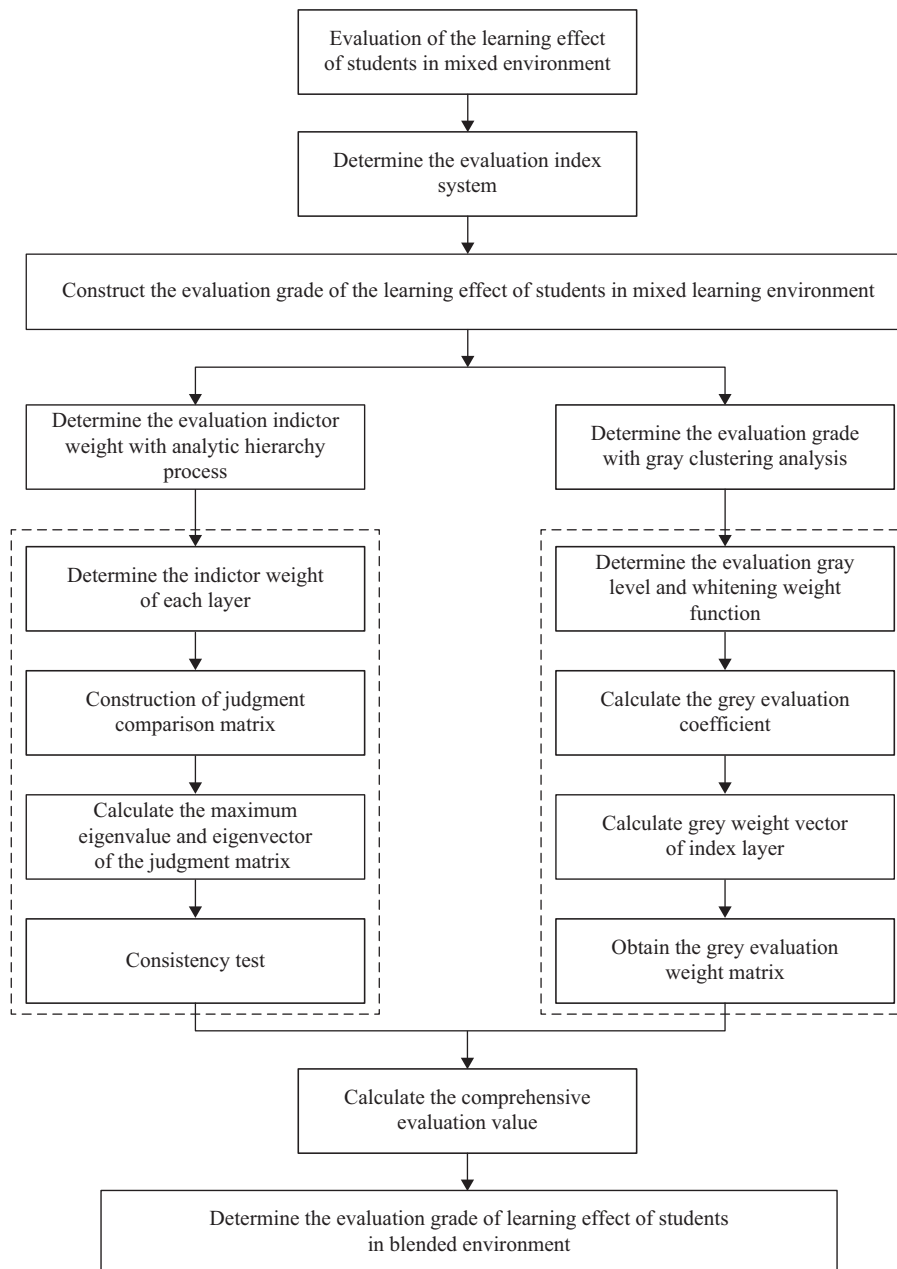 Evaluation of the learning effect
of students in mixed environment
Determine the evaluation index
system
Construct the evaluation grade of the learning effect of students in mixed learning environment
Determine the evaluation indictor
weight with analytic hierarchy
process
Determine the evaluation grade
with gray clustering analysis
Determine the indictor weight
of each layer
Determine the evaluation gray
level and whitening weight
function
Construction of judgment
comparison matrix
Calculate the grey evaluation
coefficient
Calculate the maximum
eigenvalue and eigenvector
of the judgment matrix
Calculate grey weight vector
of index layer
Consistency test
Obtain the grey evaluation
weight matrix
Calculate the comprehensive
evaluation value
Determine the evaluation grade of learning effect of students
in blended environment